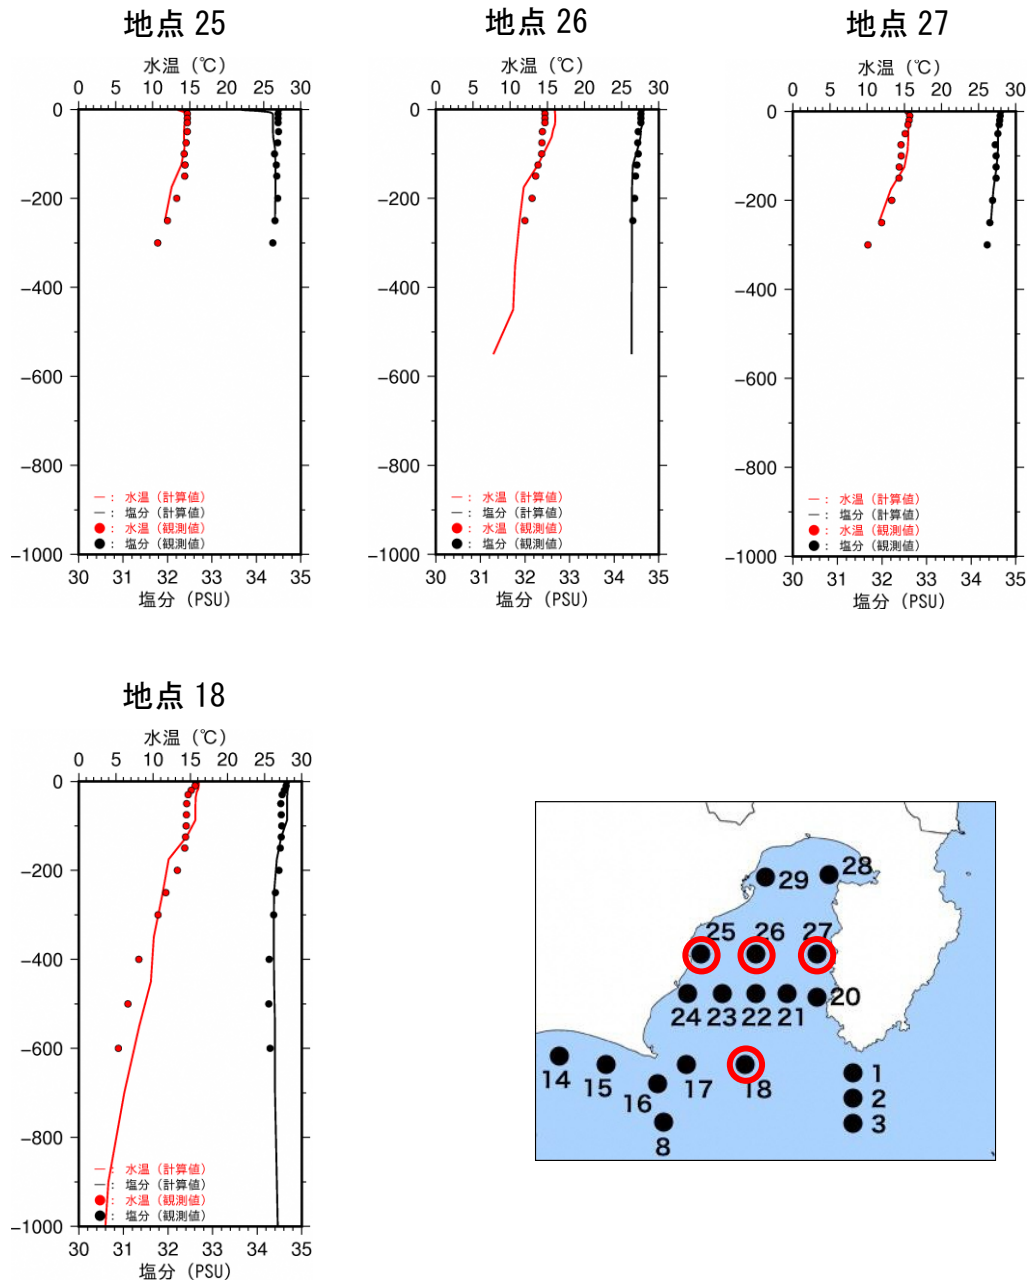 地点 25
水温 (℃)
0 5 10 15 20 25 30
0
-200
-400
-600
-800
-1000
― : 水温 (計算値)
― : 塩分 (計算値)
● : 水温 (観測値)
● : 塩分 (観測値)
30 31 32 33 34 35
塩分 (PSU)
地点 26
水温 (℃)
0 5 10 15 20 25 30
0
-200
-400
-600
-800
-1000
― : 水温 (計算値)
― : 塩分 (計算値)
● : 水温 (観測値)
● : 塩分 (観測値)
30 31 32 33 34 35
塩分 (PSU)
地点 27
水温 (℃)
0 5 10 15 20 25 30
0
-200
-400
-600
-800
-1000
― : 水温 (計算値)
― : 塩分 (計算値)
● : 水温 (観測値)
● : 塩分 (観測値)
30 31 32 33 34 35
塩分 (PSU)
地点 18
水温 (℃)
0 5 10 15 20 25 30
0
-200
-400
-600
-800
-1000
― : 水温 (計算値)
― : 塩分 (計算値)
● : 水温 (観測値)
● : 塩分 (観測値)
30 31 32 33 34 35
塩分 (PSU)
29 28
25 26 27
24 23 22 21 20
14 15 16 17 18 1
2
8 3